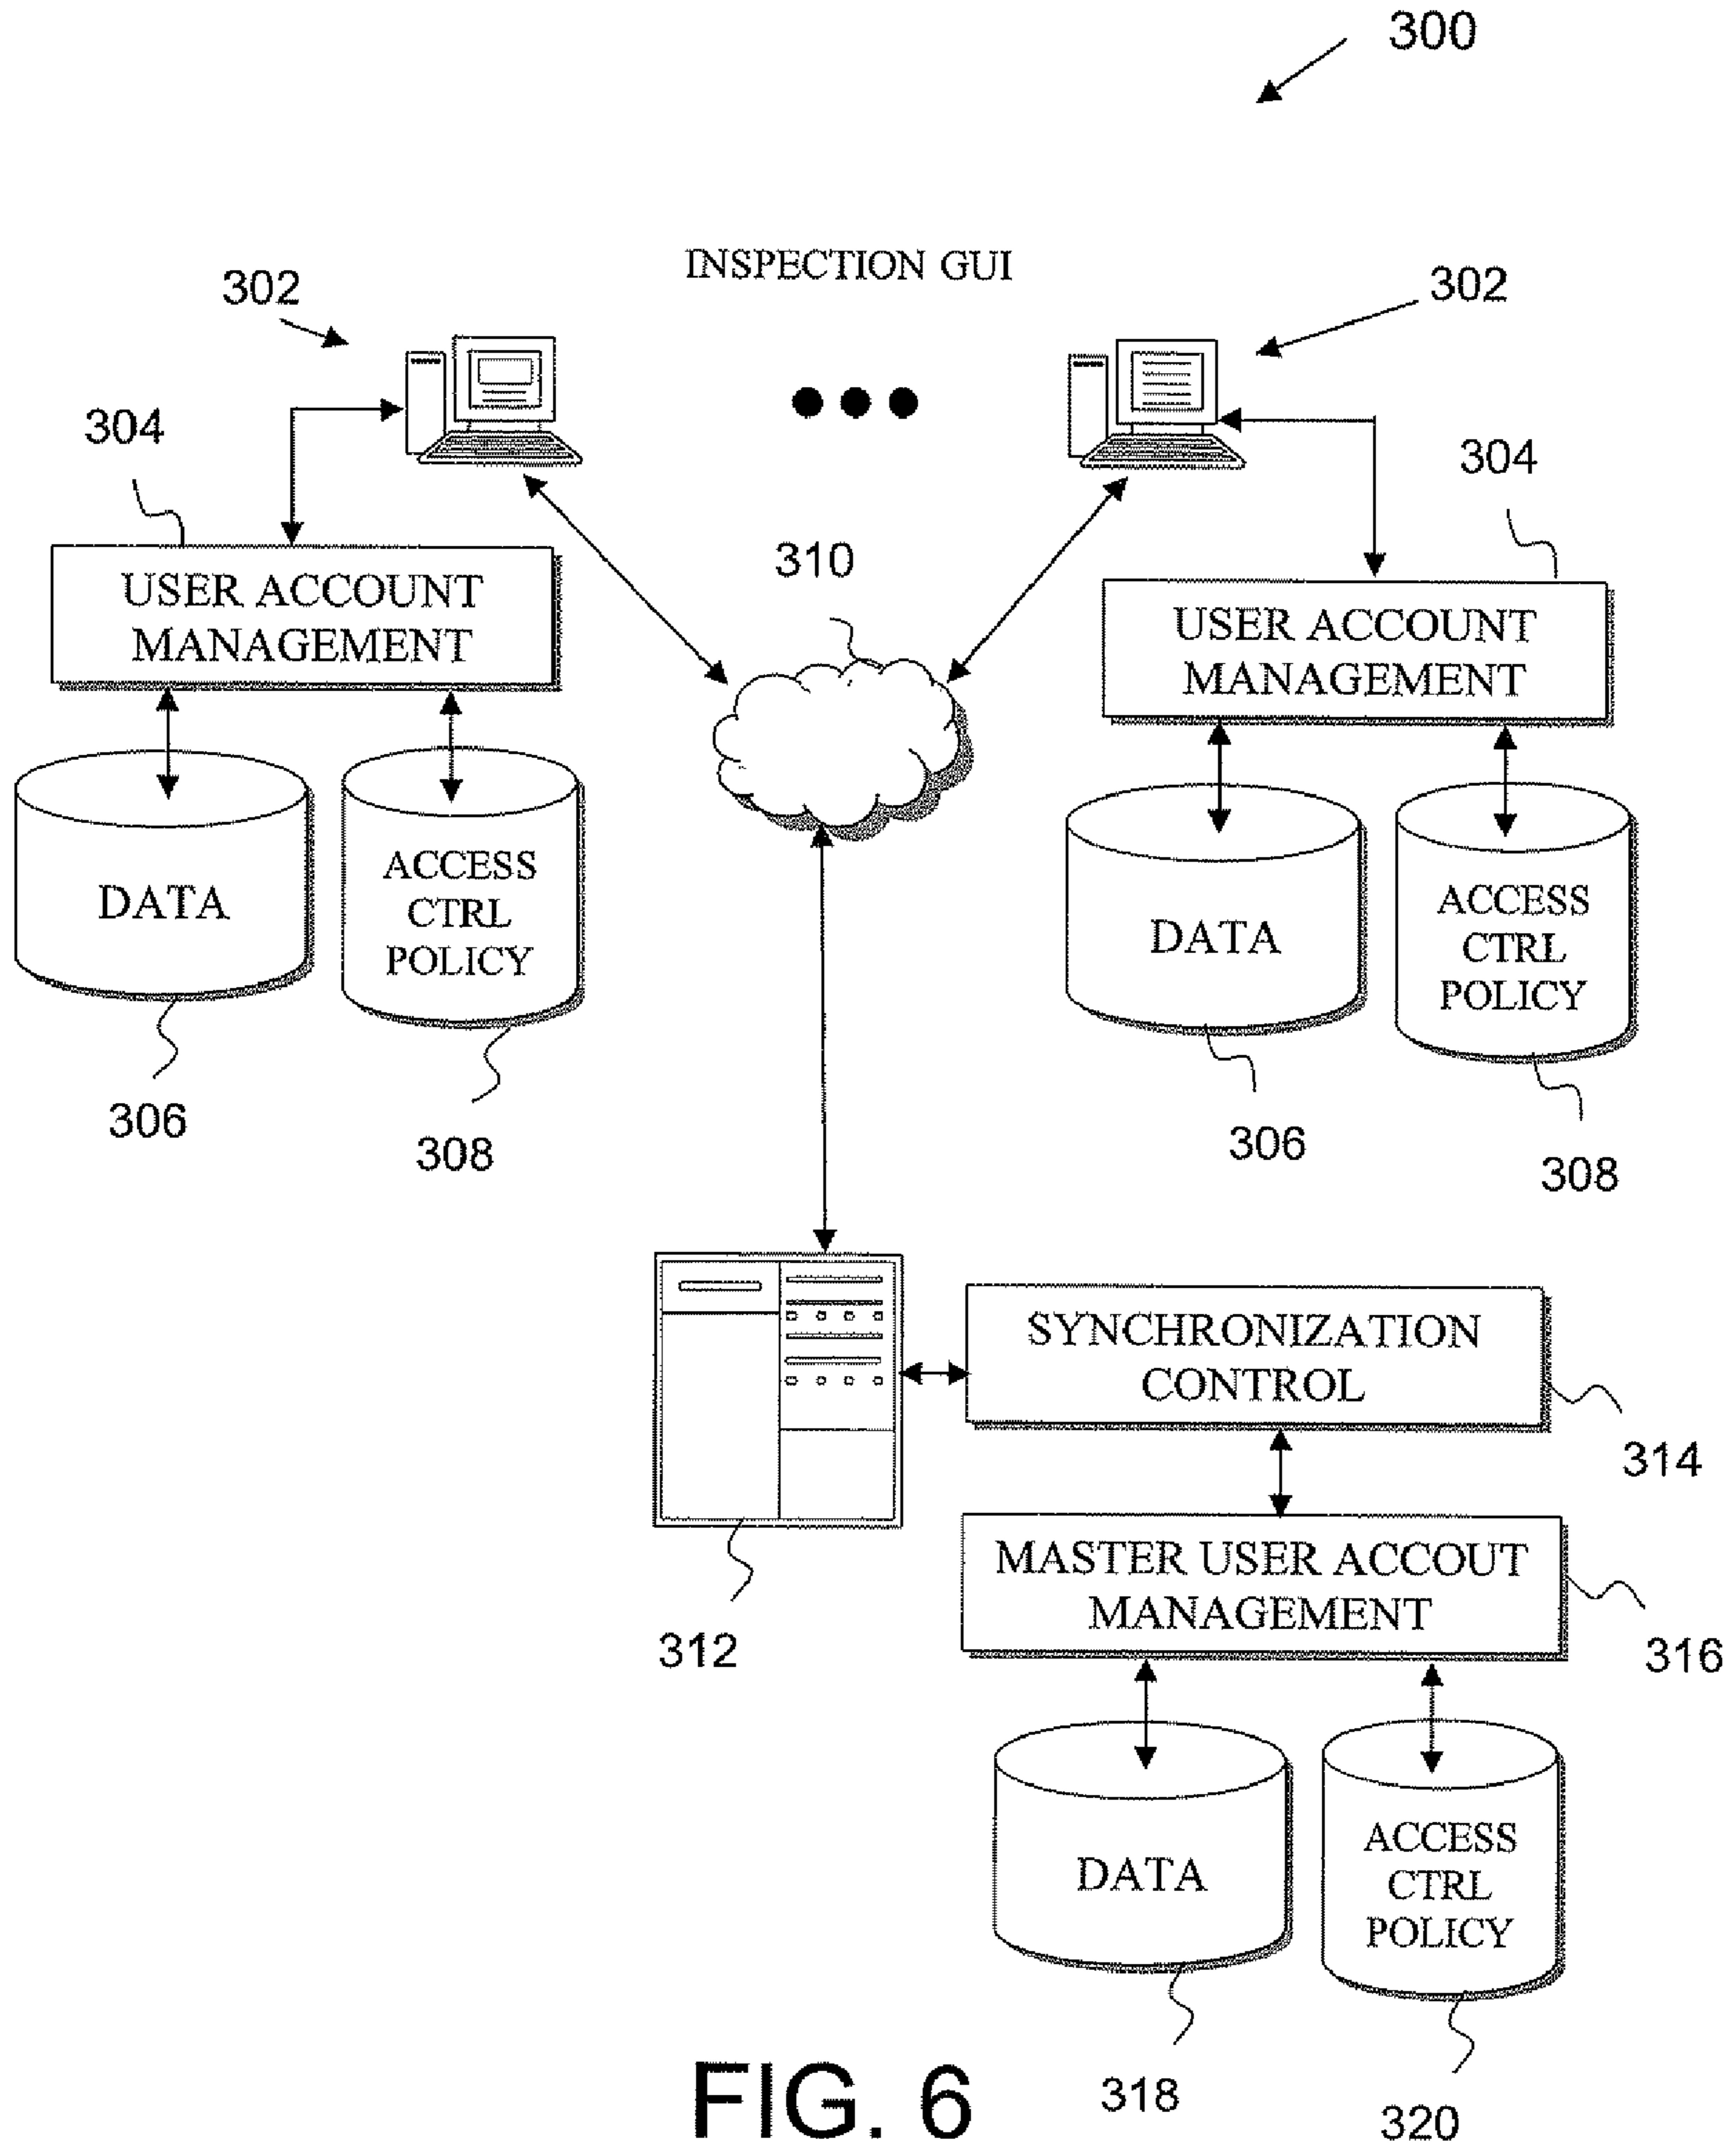 300
INSPECTION GUI
302
302
304
304
310
USER ACCOUNT
MANAGEMENT
USER ACCOUNT
MANAGEMENT
DATA
ACCESS
CTRL
POLICY
DATA
ACCESS
CTRL
POLICY
306
308
306
308
SYNCHRONIZATION
CONTROL
314
MASTER USER ACCOUT
MANAGEMENT
312
316
DATA
ACCESS
CTRL
POLICY
318
320
FIG. 6